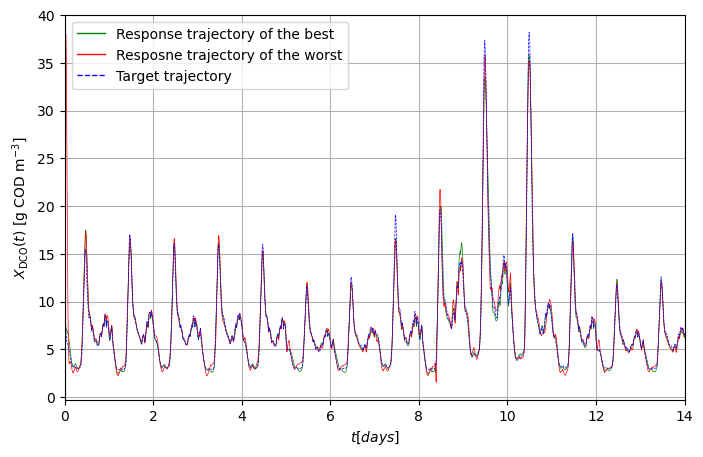 Response trajectory of the best
Resposne trajectory of the worst
Target trajectory
X_DCO(t) [g COD m⁻³]
40
35
30
25
20
15
10
5
0
0 2 4 6 8 10 12 14
t[days]